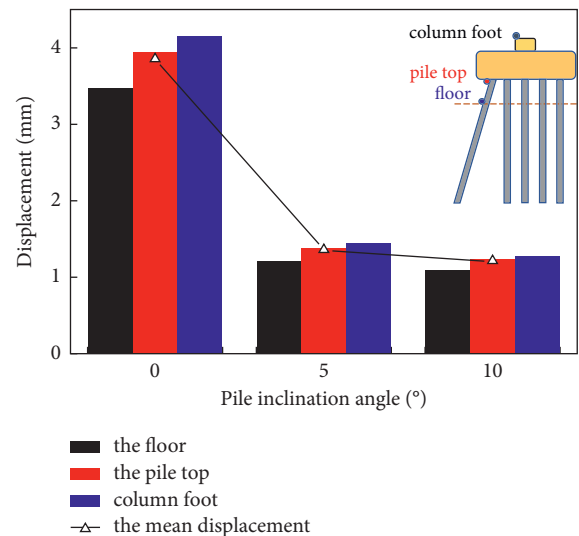 Displacement (mm)
4
3
2
1
0
column foot
pile top
floor
0
5
10
Pile inclination angle (°)
the floor
the pile top
column foot
the mean displacement